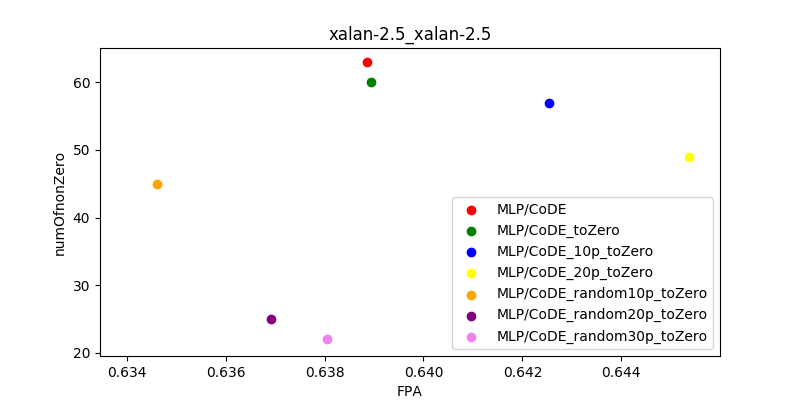 xalan-2.5_xalan-2.5
numOfnonZero
60
50
40
30
20
MLP/CoDE
MLP/CoDE_toZero
MLP/CoDE_10p_toZero
MLP/CoDE_20p_toZero
MLP/CoDE_random10p_toZero
MLP/CoDE_random20p_toZero
MLP/CoDE_random30p_toZero
0.634 0.636 0.638 0.640 0.642 0.644
FPA